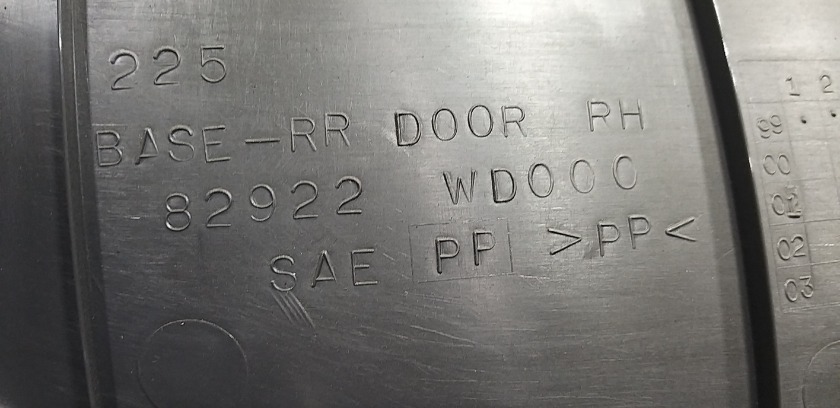 225
BASE-RR DOOR RH
82922 WD000
SAE PP >PP<
1 2
99 • •
00
01
02
03